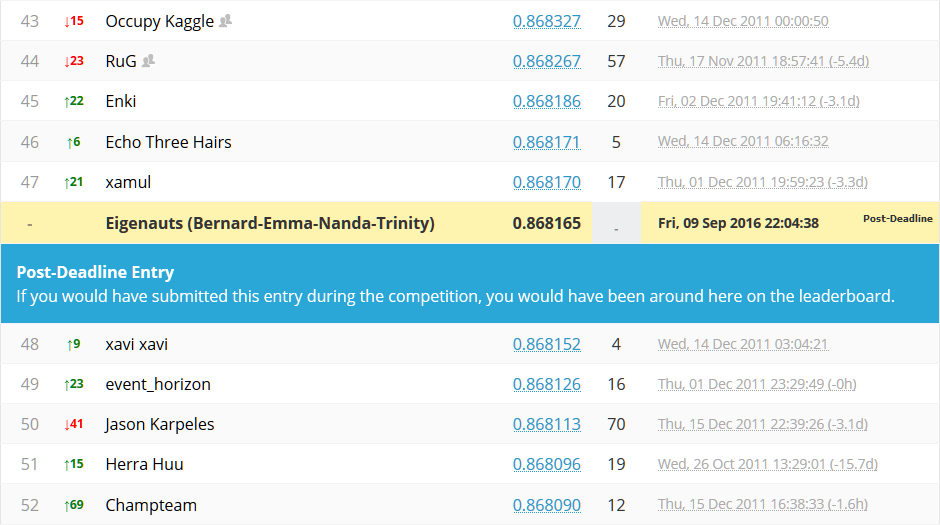 43 ↓15 Occupy Kaggle 0.868327 29 Wed, 14 Dec 2011 00:00:50
44 ↓23 RuG 0.868267 57 Thu, 17 Nov 2011 18:57:41 (-5.4d)
45 ↑22 Enki 0.868186 20 Fri, 02 Dec 2011 19:41:12 (-3.1d)
46 ↑6 Echo Three Hairs 0.868171 5 Wed, 14 Dec 2011 06:16:32
47 ↑21 xamul 0.868170 17 Thu, 01 Dec 2011 19:59:23 (-3.3d)
- Eigenauts (Bernard-Emma-Nanda-Trinity) 0.868165 - Fri, 09 Sep 2016 22:04:38 Post-Deadline
Post-Deadline Entry
If you would have submitted this entry during the competition, you would have been around here on the leaderboard.
48 ↑9 xavi xavi 0.868152 4 Wed, 14 Dec 2011 03:04:21
49 ↑23 event_horizon 0.868126 16 Thu, 01 Dec 2011 23:29:49 (-0h)
50 ↓41 Jason Karpeles 0.868113 70 Thu, 15 Dec 2011 22:39:26 (-3.1d)
51 ↑15 Herra Huu 0.868096 19 Wed, 26 Oct 2011 13:29:01 (-15.7d)
52 ↑69 Champteam 0.868090 12 Thu, 15 Dec 2011 16:38:33 (-1.6h)